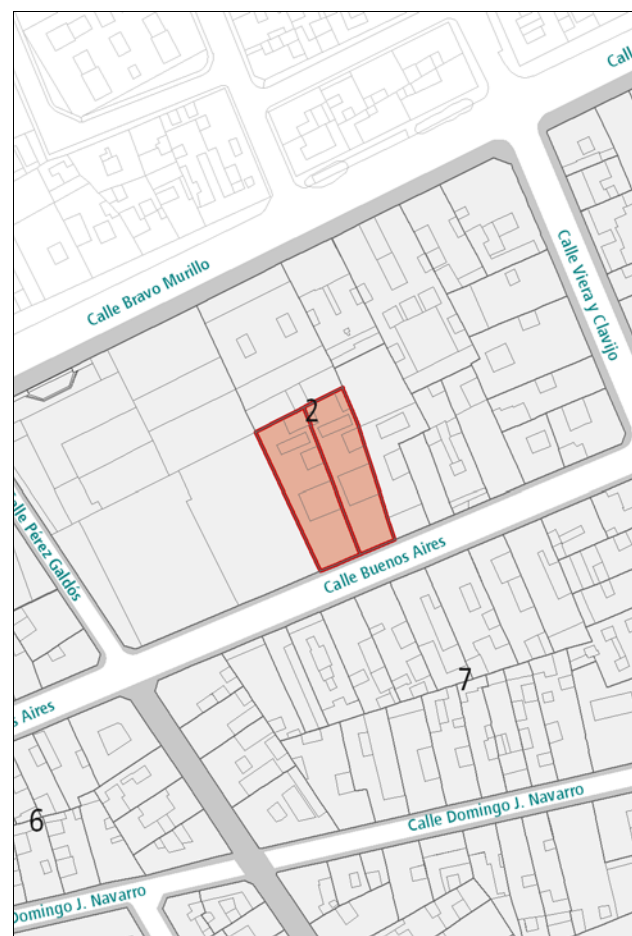 Call
Calle Bravo Murillo
Calle Viera y Clavijo
2
alle Pérez Galdós
Calle Buenos Aires
7
s Aires
6
Calle Domingo J. Navarro
Domingo J. Navarro